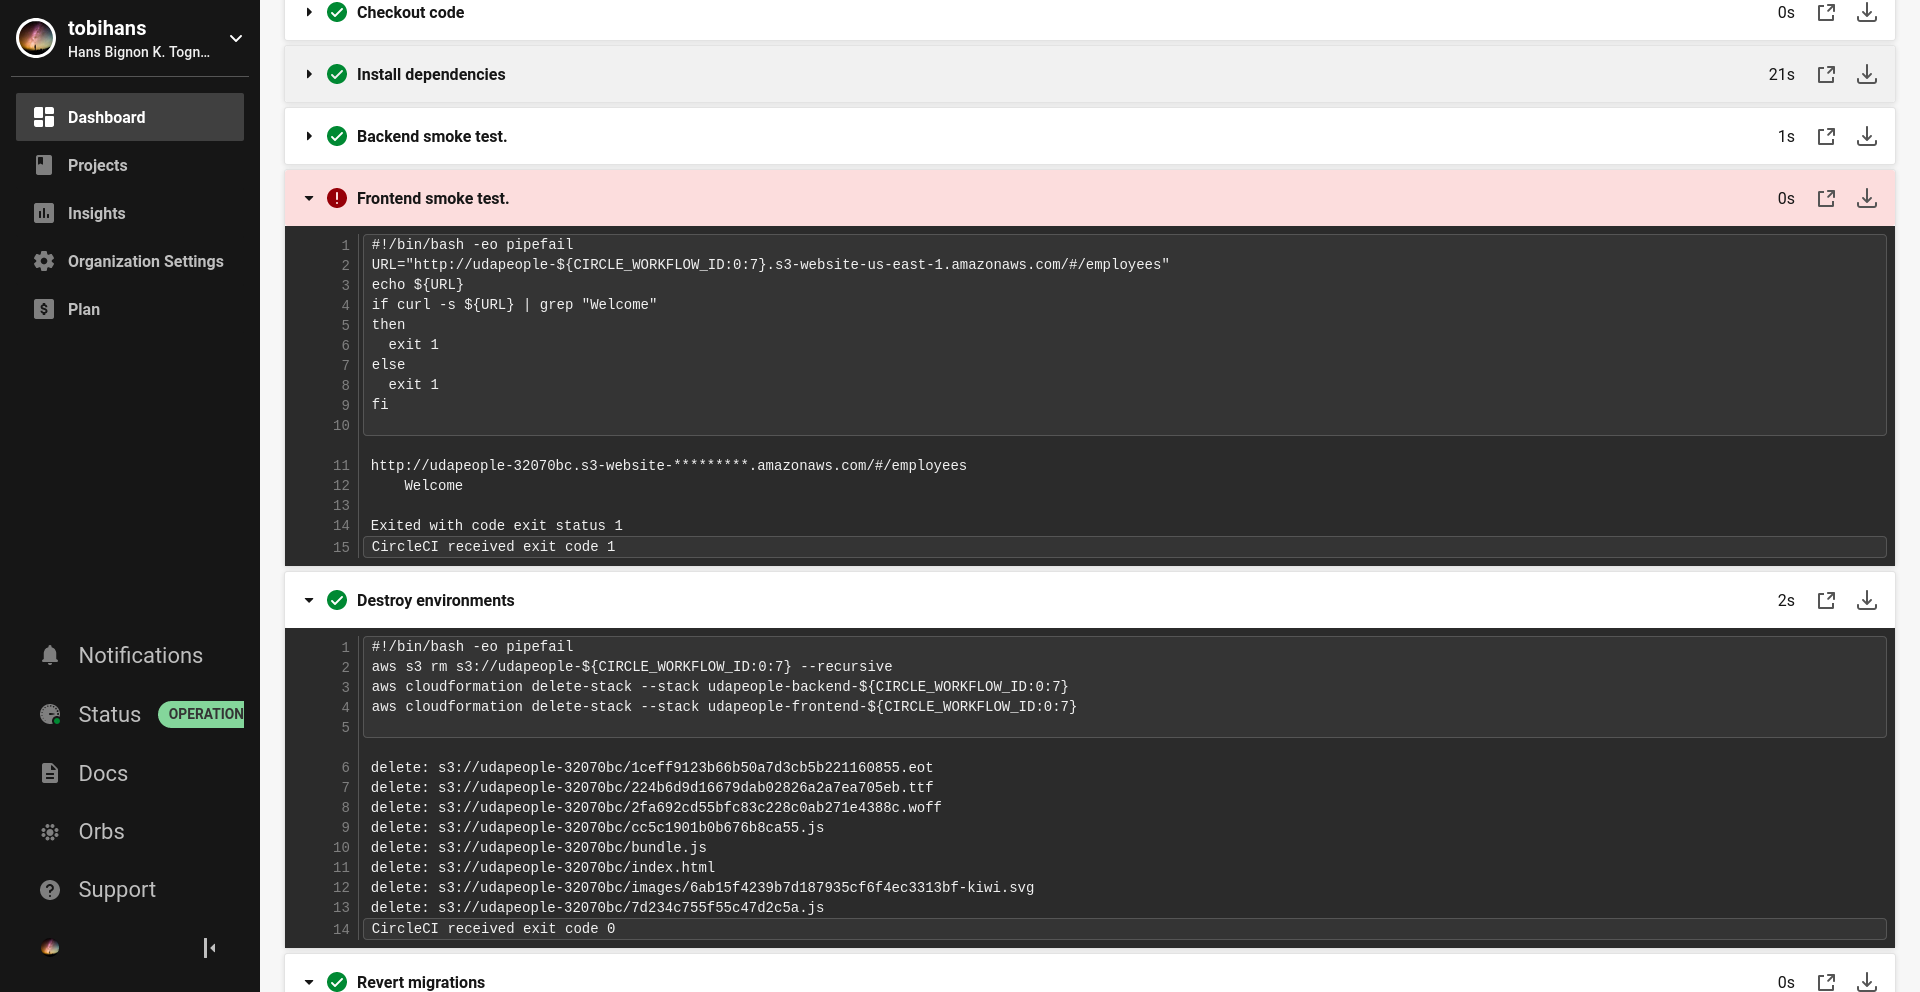 tobihans
Hans Bignon K. Togn...
Dashboard
Projects
Insights
Organization Settings
Plan
Notifications
Status OPERATION
Docs
Orbs
Support
Checkout code 0s
Install dependencies 21s
Backend smoke test. 1s
Frontend smoke test. 0s
1 #!/bin/bash -eo pipefail
2 URL="http://udapeople-${CIRCLE_WORKFLOW_ID:0:7}.s3-website-us-east-1.amazonaws.com/#/employees"
3 echo ${URL}
4 if curl -s ${URL} | grep "Welcome"
5 then
6   exit 1
7 else
8   exit 1
9 fi
10
11 http://udapeople-32070bc.s3-website-*********.amazonaws.com/#/employees
12     Welcome
13
14 Exited with code exit status 1
15 CircleCI received exit code 1
Destroy environments 2s
1 #!/bin/bash -eo pipefail
2 aws s3 rm s3://udapeople-${CIRCLE_WORKFLOW_ID:0:7} --recursive
3 aws cloudformation delete-stack --stack udapeople-backend-${CIRCLE_WORKFLOW_ID:0:7}
4 aws cloudformation delete-stack --stack udapeople-frontend-${CIRCLE_WORKFLOW_ID:0:7}
5
6 delete: s3://udapeople-32070bc/1ceff9123b66b50a7d3cb5b221160855.eot
7 delete: s3://udapeople-32070bc/224b6d9d16679dab02826a2a7ea705eb.ttf
8 delete: s3://udapeople-32070bc/2fa692cd55bfc83c228c0ab271e4388c.woff
9 delete: s3://udapeople-32070bc/cc5c1901b0b676b8ca55.js
10 delete: s3://udapeople-32070bc/bundle.js
11 delete: s3://udapeople-32070bc/index.html
12 delete: s3://udapeople-32070bc/images/6ab15f4239b7d187935cf6f4ec3313bf-kiwi.svg
13 delete: s3://udapeople-32070bc/7d234c755f55c47d2c5a.js
14 CircleCI received exit code 0
Revert migrations 0s